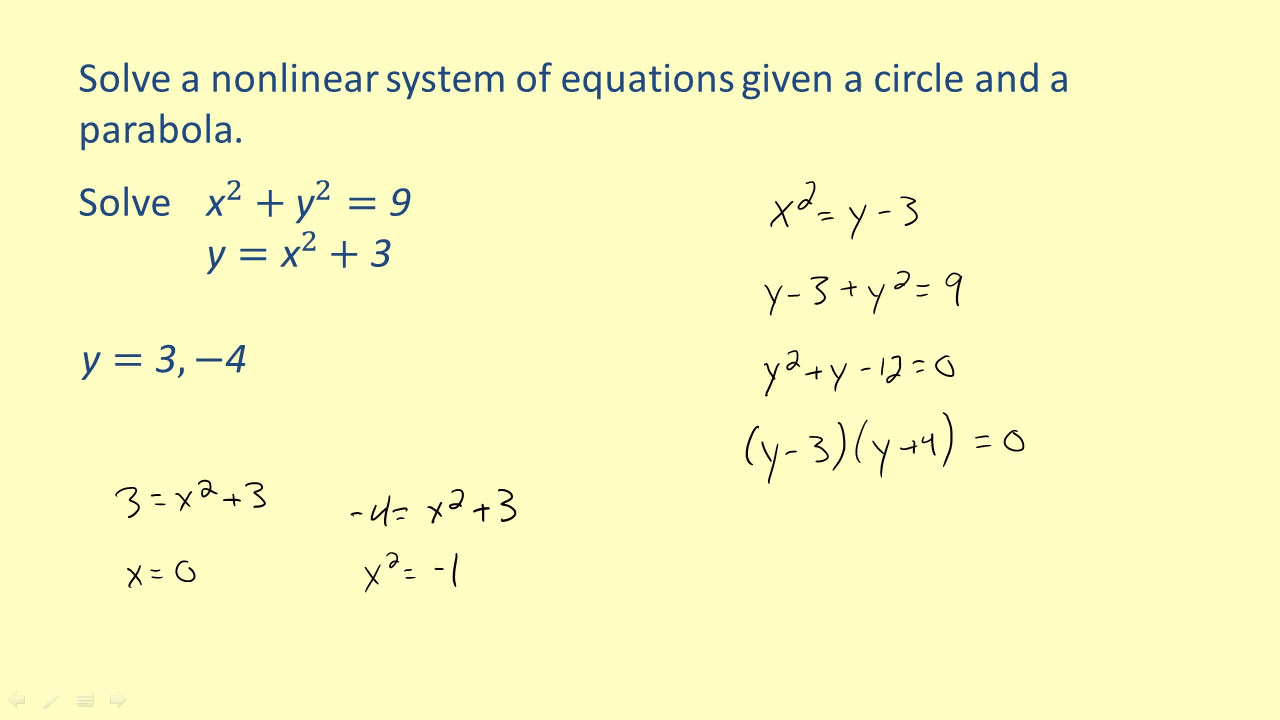 Solve a nonlinear system of equations given a circle and a
parabola.
Solve x² + y² = 9
y = x² + 3
y = 3, −4
3 = x² + 3
x = 0
-4 = x² + 3
x² = -1
x² = y - 3
y - 3 + y² = 9
y² + y - 12 = 0
(y - 3)(y + 4) = 0